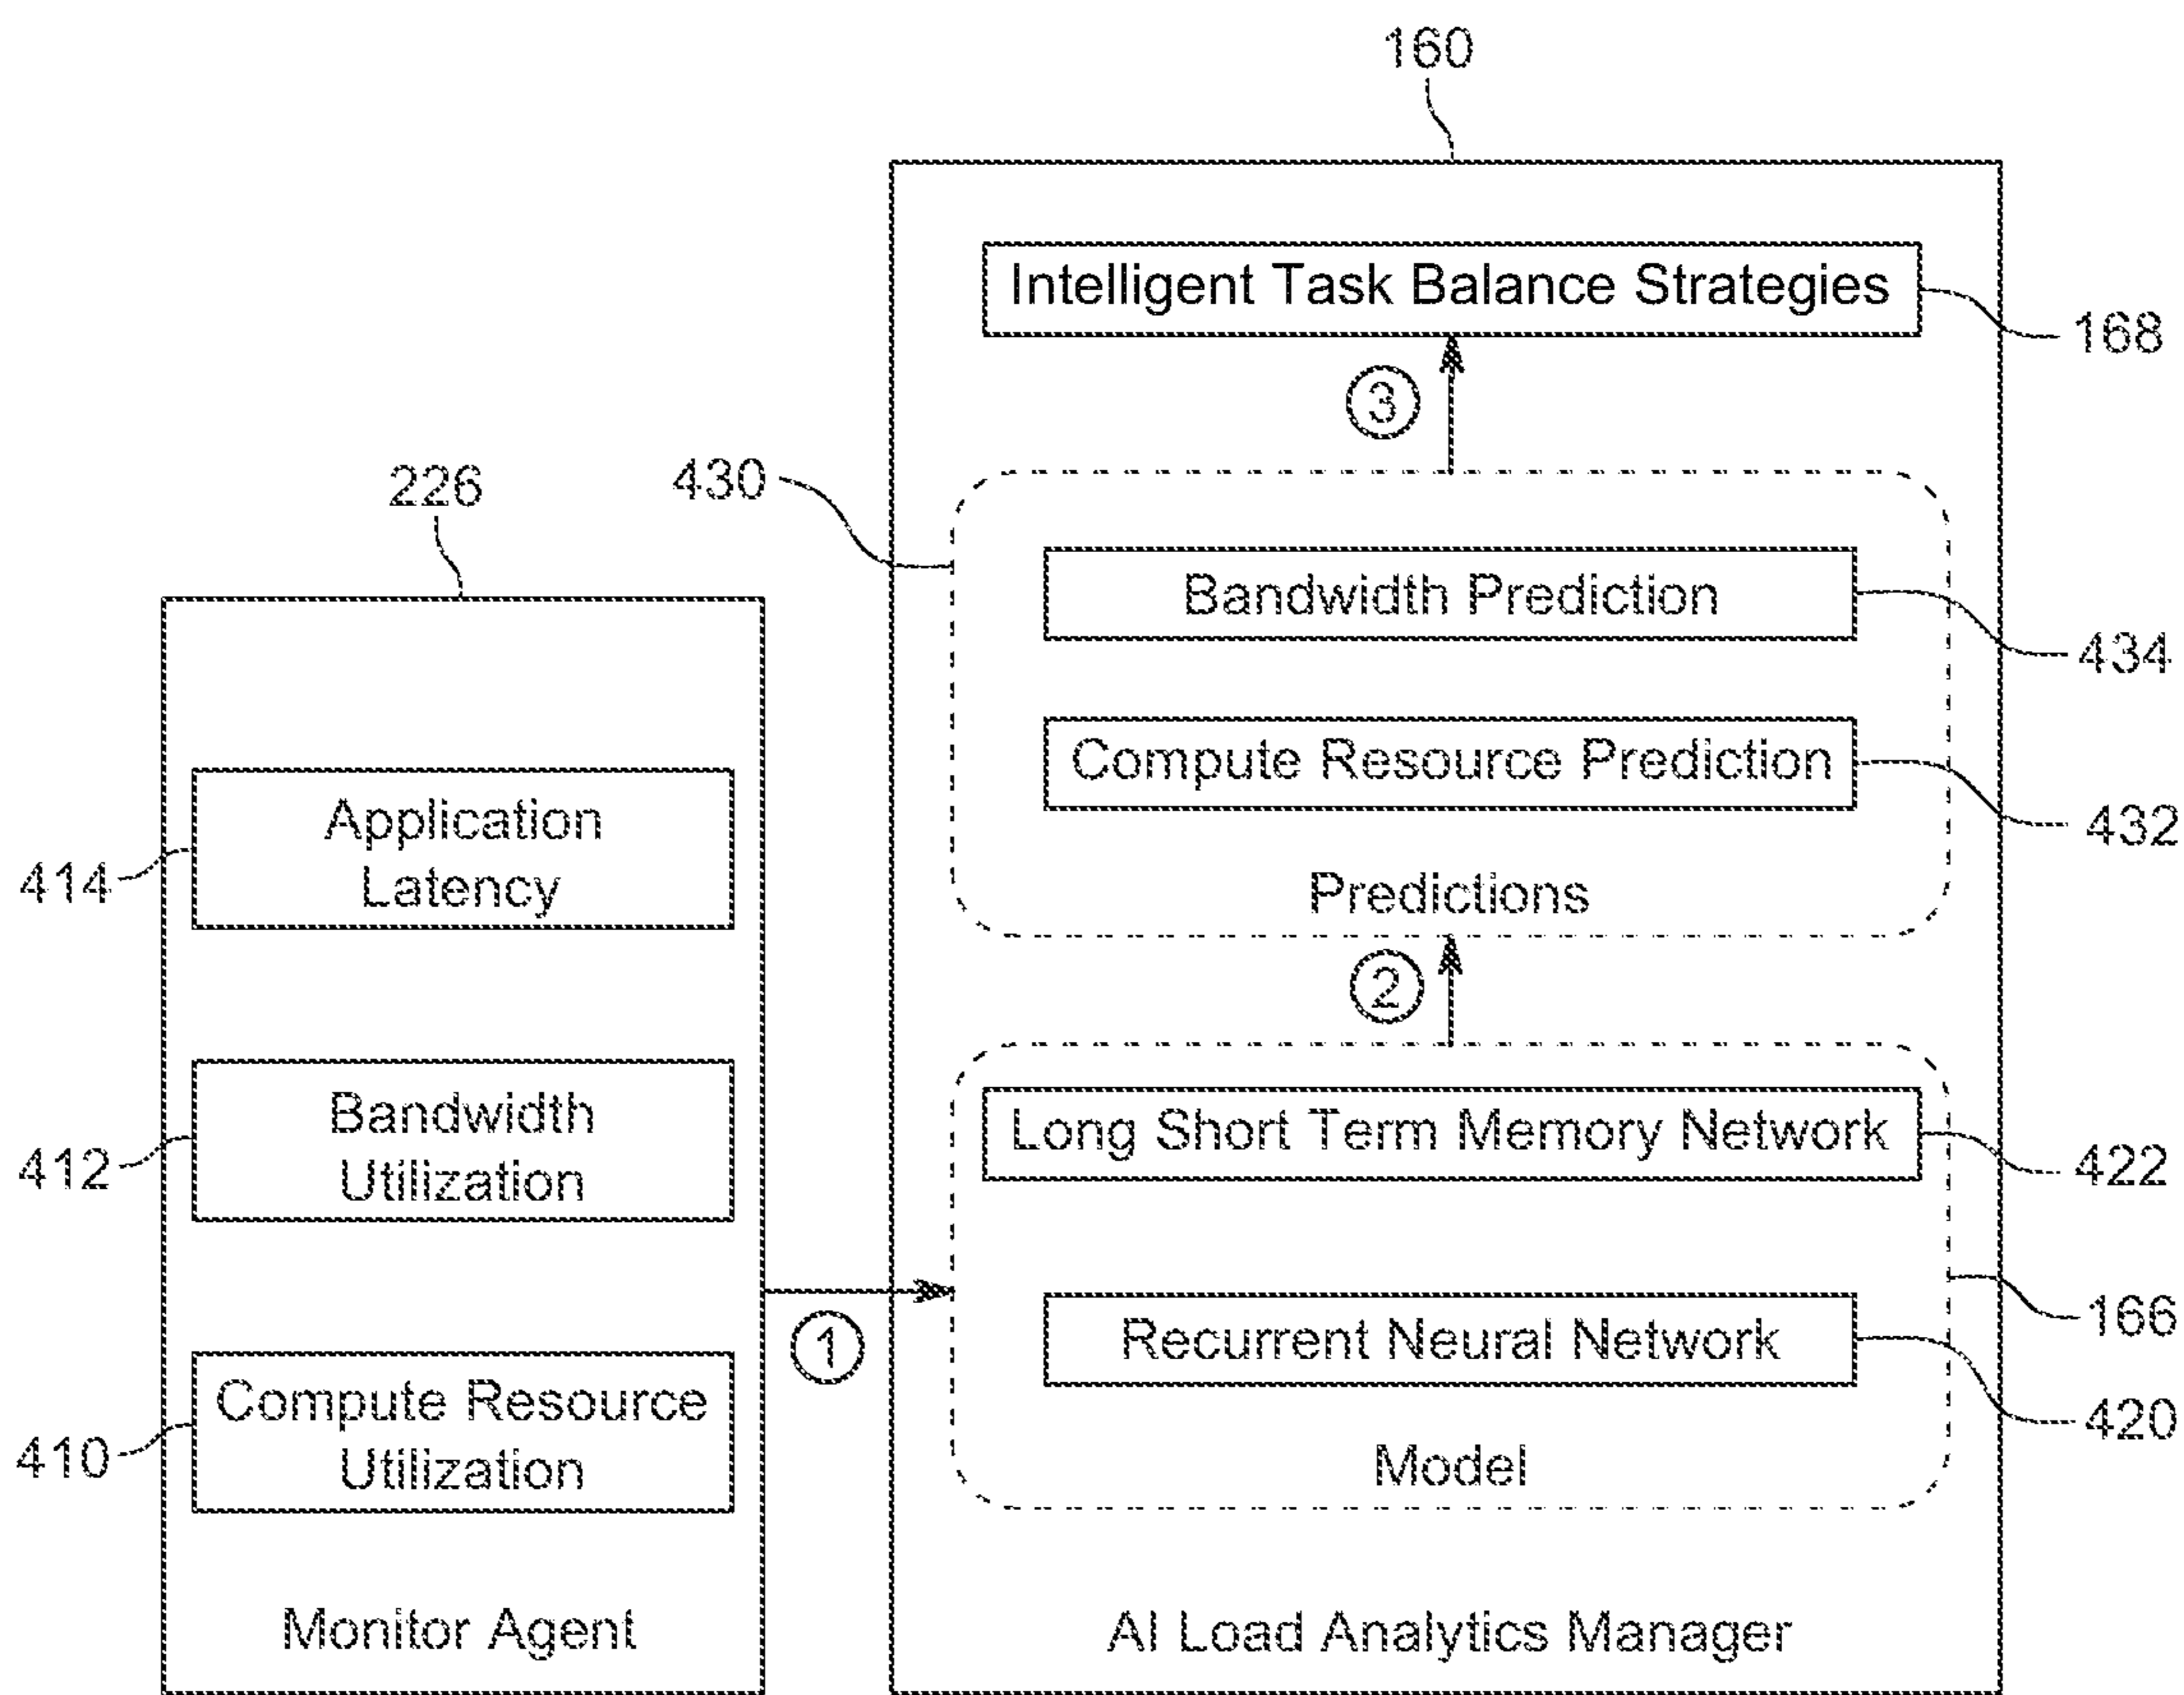 160
Intelligent Task Balance Strategies
168
3
430
Bandwidth Prediction
434
Compute Resource Prediction
432
Predictions
2
Long Short Term Memory Network
422
166
Recurrent Neural Network
420
Model
AI Load Analytics Manager
226
Application
Latency
414
Bandwidth
Utilization
412
1
Compute Resource
Utilization
410
Monitor Agent